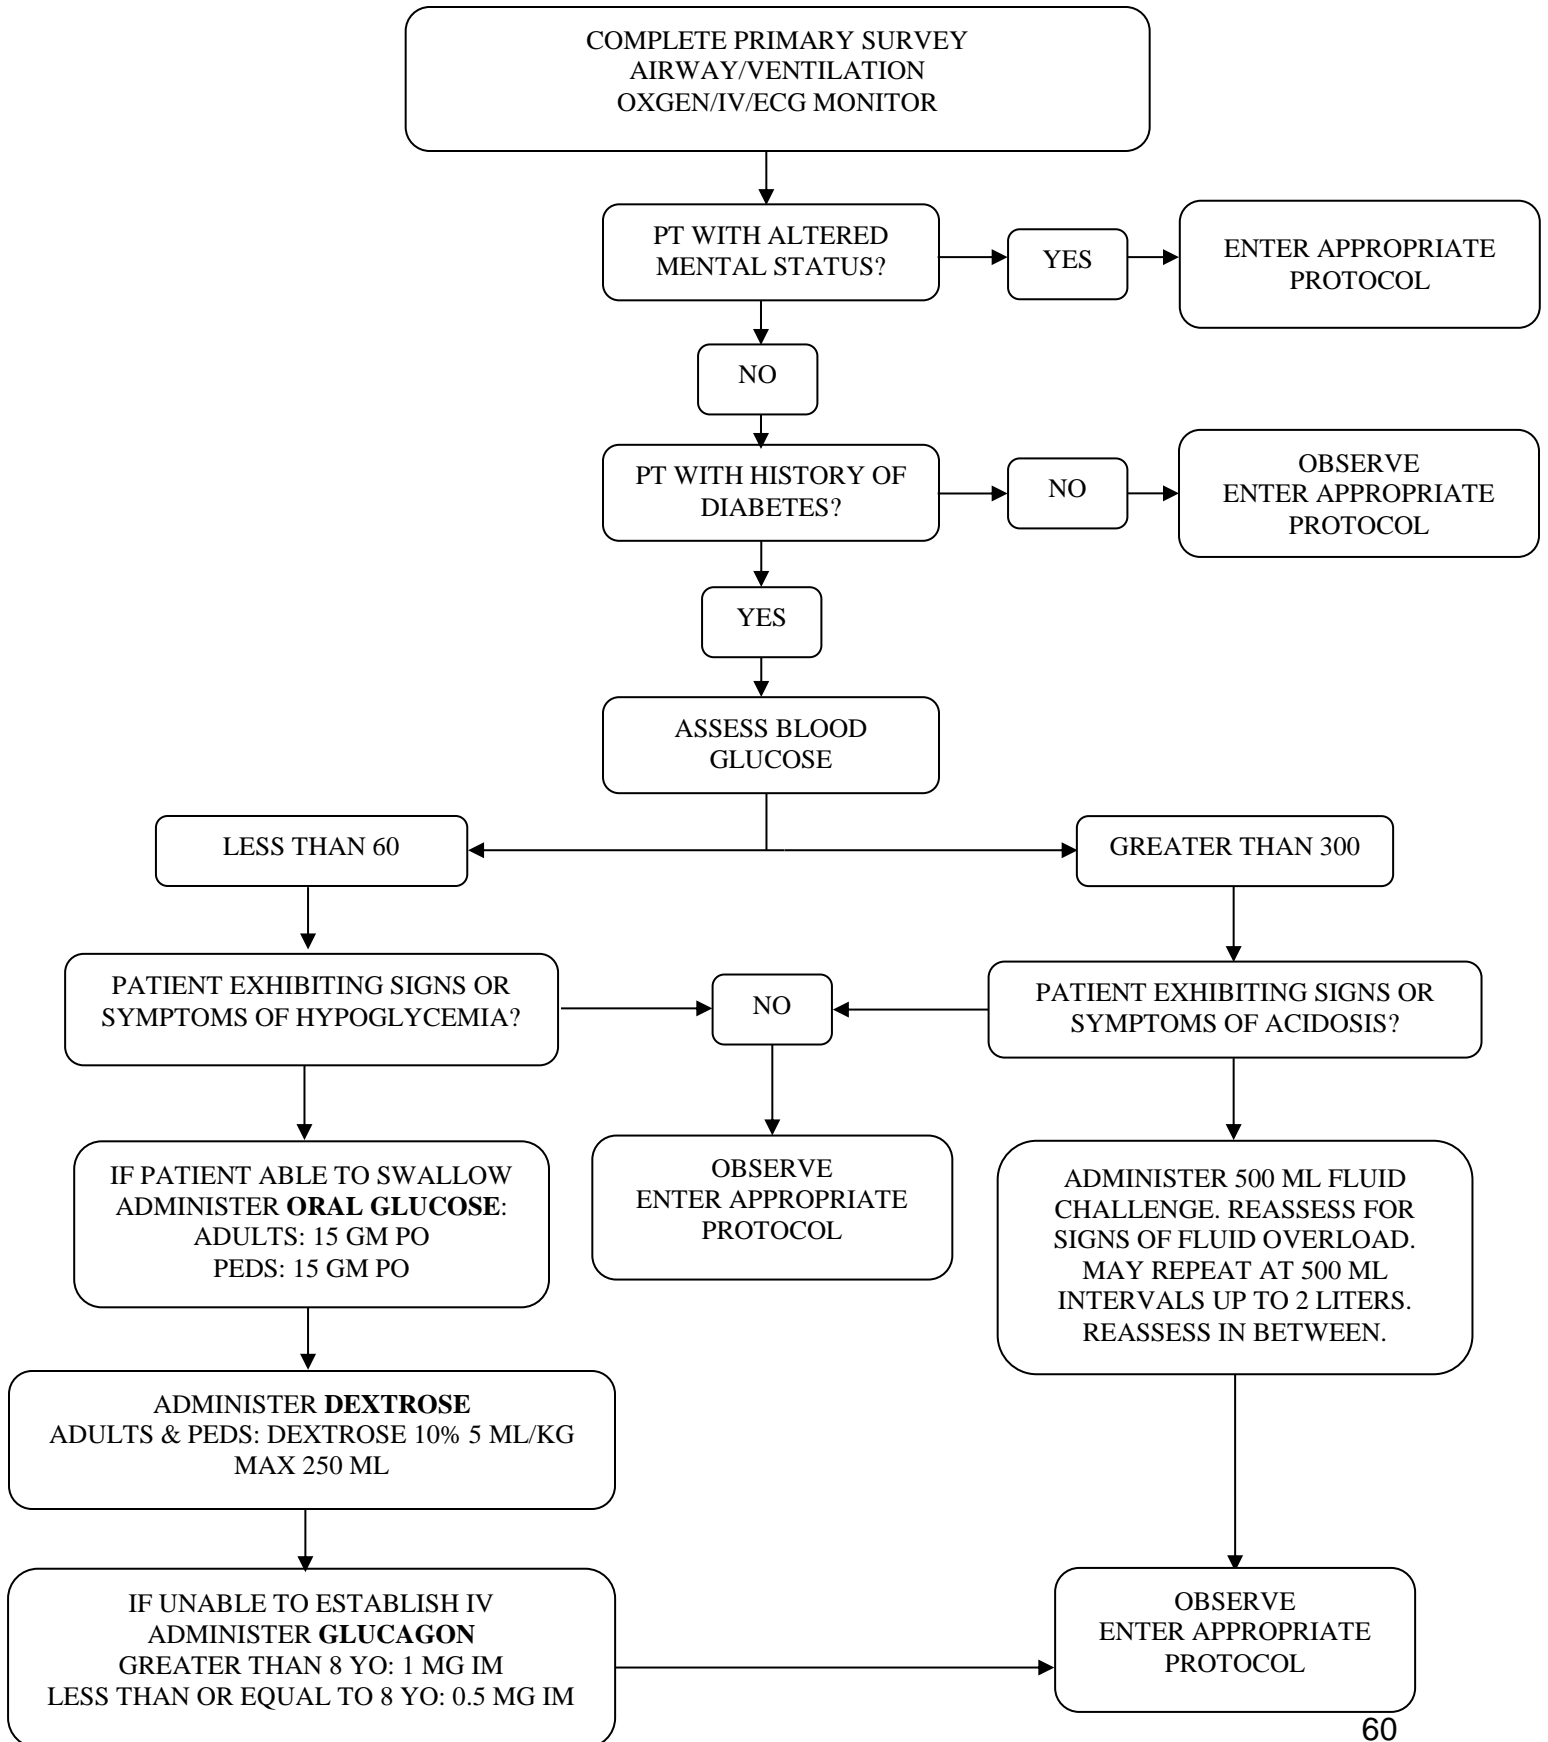 COMPLETE PRIMARY SURVEY
AIRWAY/VENTILATION
OXGEN/IV/ECG MONITOR
PT WITH ALTERED
MENTAL STATUS?
YES
ENTER APPROPRIATE
PROTOCOL
NO
PT WITH HISTORY OF
DIABETES?
NO
OBSERVE
ENTER APPROPRIATE
PROTOCOL
YES
ASSESS BLOOD
GLUCOSE
LESS THAN 60
GREATER THAN 300
PATIENT EXHIBITING SIGNS OR
SYMPTOMS OF HYPOGLYCEMIA?
NO
PATIENT EXHIBITING SIGNS OR
SYMPTOMS OF ACIDOSIS?
IF PATIENT ABLE TO SWALLOW
ADMINISTER ORAL GLUCOSE:
ADULTS: 15 GM PO
PEDS: 15 GM PO
OBSERVE
ENTER APPROPRIATE
PROTOCOL
ADMINISTER 500 ML FLUID
CHALLENGE. REASSESS FOR
SIGNS OF FLUID OVERLOAD.
MAY REPEAT AT 500 ML
INTERVALS UP TO 2 LITERS.
REASSESS IN BETWEEN.
ADMINISTER DEXTROSE
ADULTS & PEDS: DEXTROSE 10% 5 ML/KG
MAX 250 ML
IF UNABLE TO ESTABLISH IV
ADMINISTER GLUCAGON
GREATER THAN 8 YO: 1 MG IM
LESS THAN OR EQUAL TO 8 YO: 0.5 MG IM
OBSERVE
ENTER APPROPRIATE
PROTOCOL
60